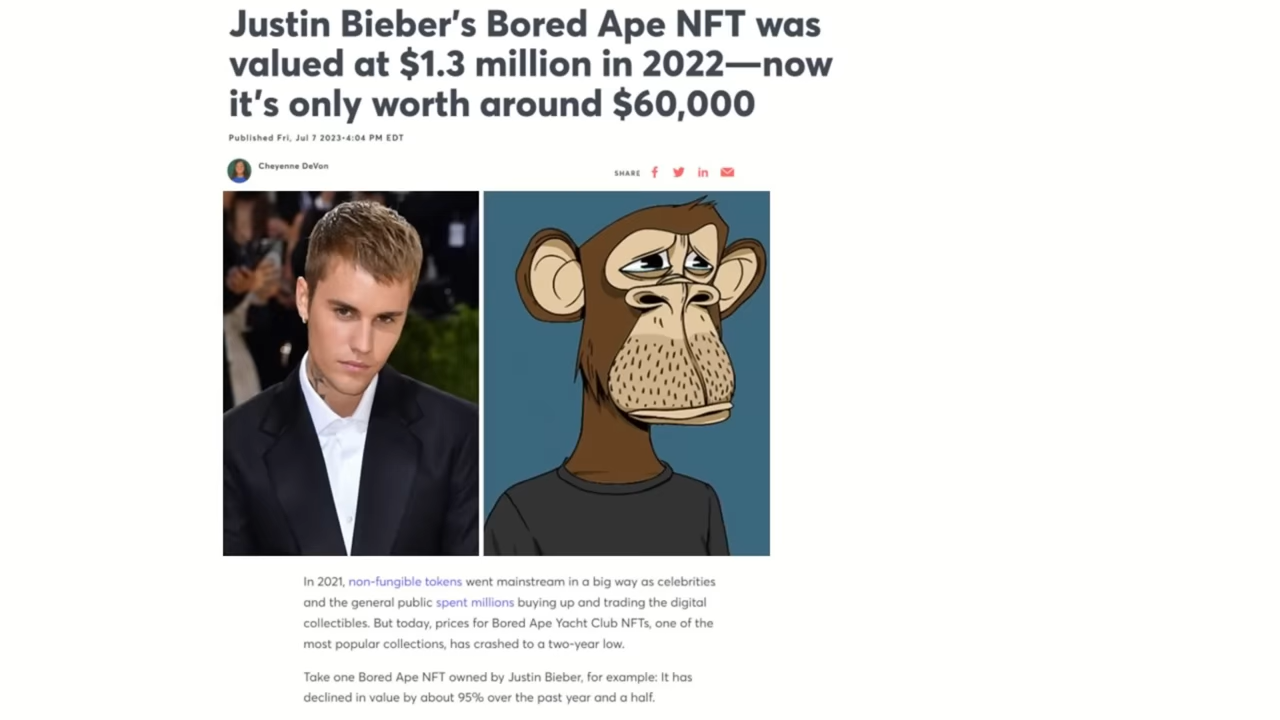 Justin Bieber's Bored Ape NFT was
valued at $1.3 million in 2022—now
it's only worth around $60,000
Published Fri, Jul 7 2023•4:04 PM EDT
Cheyenne DeVon
SHARE
In 2021, non-fungible tokens went mainstream in a big way as celebrities
and the general public spent millions buying up and trading the digital
collectibles. But today, prices for Bored Ape Yacht Club NFTs, one of the
most popular collections, has crashed to a two-year low.
Take one Bored Ape NFT owned by Justin Bieber, for example: It has
declined in value by about 95% over the past year and a half.